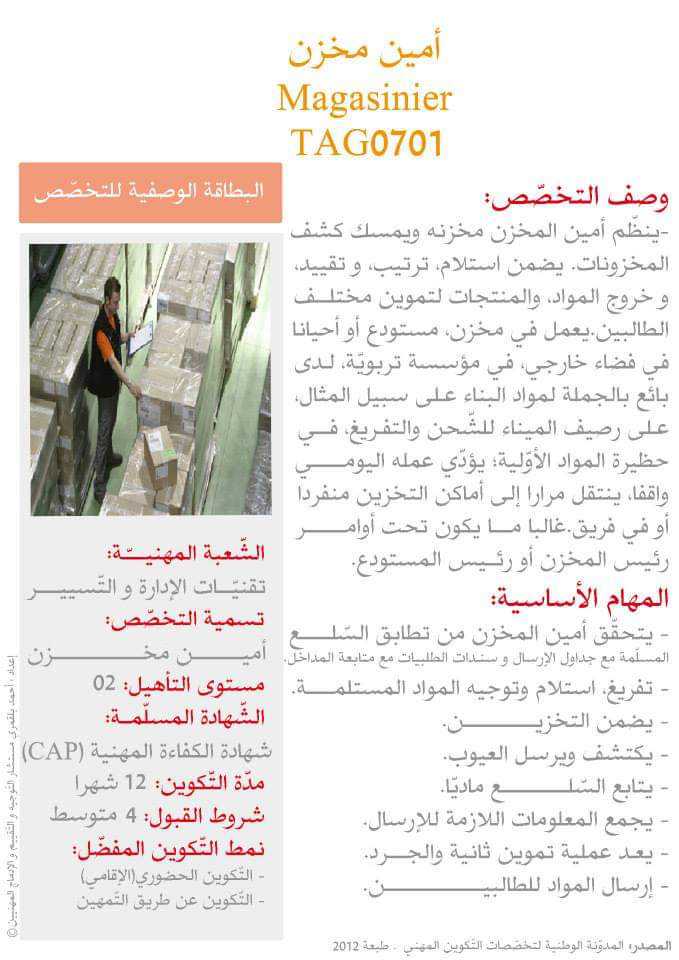 أمين مخزن
Magasinier
TAG0701
البطاقة الوصفية للتخصّص
وصف التخصّص:
-ينظّم أمين المخزن مخزنه ويمسك كشف
المخزونات. يضمن استلام، ترتيب، و تقييد،
و خروج المواد، والمنتجات لتموين مختلف
الطالبين.يعمل في مخزن، مستودع أو أحيانا
في فضاء خارجي، في مؤسسة تربويّة، لدى
بائع بالجملة لمواد البناء على سبيل المثال،
على رصيف الميناء للشّحن والتفريغ، في
حظيرة المواد الأوّلية؛ يؤدّي عمله اليومي
واقفا، ينتقل مرارا إلى أماكن التخزين منفردا
أو في فريق.غالبا ما يكون تحت أوامر
رئيس المخزن أو رئيس المستودع.
المهام الأساسية:
- يتحقّق أمين المخزن من تطابق السّلع
المسلّمة مع جداول الإرسال و سندات الطلبيات مع متابعة المداخل.
- تفريغ، استلام وتوجيه المواد المستلمة.
- يضمن التخزين.
- يكتشف ويرسل العيوب.
- يتابع السّلع ماديّا.
- يجمع المعلومات اللازمة للإرسال.
- يعد عملية تموين ثانية والجرد.
- إرسال المواد للطالبين.
الشّعبة المهنيّة:
تقنيّات الإدارة و التّسيير
تسمية التخصّص:
أمين مخزن
مستوى التأهيل: 02
الشّهادة المسلّمة:
شهادة الكفاءة المهنية (CAP)
مدّة التّكوين: 12 شهرا
شروط القبول: 4 متوسط
نمط التّكوين المفضّل:
- التّكوين الحضوري(الإقامي)
- التّكوين عن طريق التّمهين
إعداد : أحمد بلقمري مستشار التوجيه و التقييم و الإدماج المهنيين ©
المصدر: المدوّنة الوطنية لتخصّصات التّكوين المهني . طبعة 2012